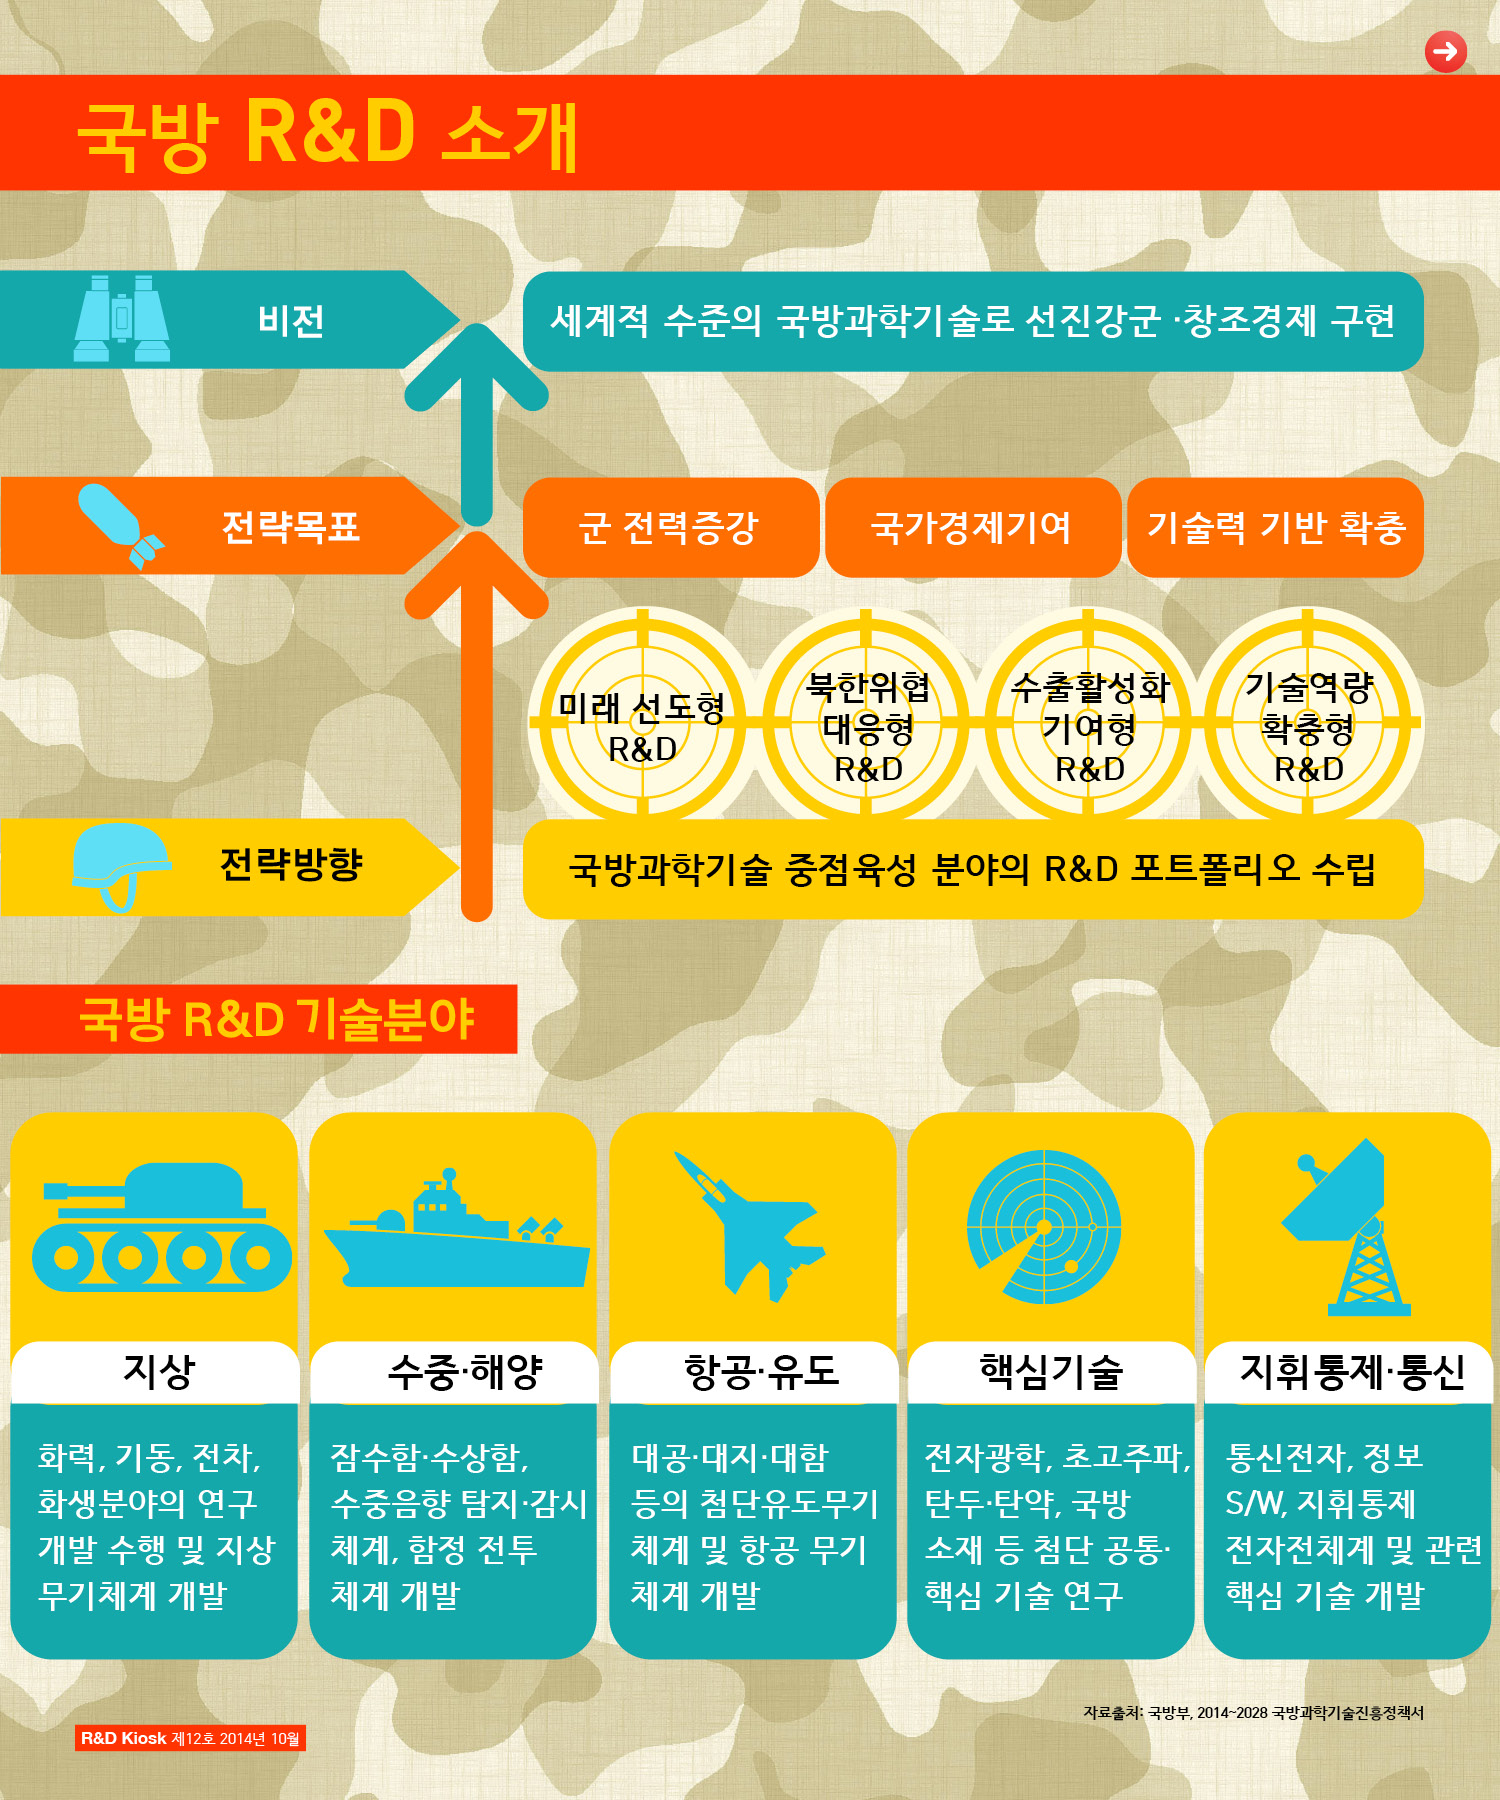 국방 R&D 소개
비전
세계적 수준의 국방과학기술로 선진강군 ·창조경제 구현
전략목표
군 전력증강
국가경제기여
기술력 기반 확충
미래 선도형
R&D
북한위협
대응형
R&D
수출활성화
기여형
R&D
기술역량
확충형
R&D
전략방향
국방과학기술 중점육성 분야의 R&D 포트폴리오 수립
국방 R&D 기술분야
지상
화력, 기동, 전차,
화생분야의 연구
개발 수행 및 지상
무기체계 개발
수중·해양
잠수함·수상함,
수중음향 탐지·감시
체계, 함정 전투
체계 개발
항공·유도
대공·대지·대함
등의 첨단유도무기
체계 및 항공 무기
체계 개발
핵심기술
전자광학, 초고주파,
탄두·탄약, 국방
소재 등 첨단 공통·
핵심 기술 연구
지휘통제·통신
통신전자, 정보
S/W, 지휘통제
전자전체계 및 관련
핵심 기술 개발
자료출처: 국방부, 2014~2028 국방과학기술진흥정책서
R&D Kiosk 제12호 2014년 10월